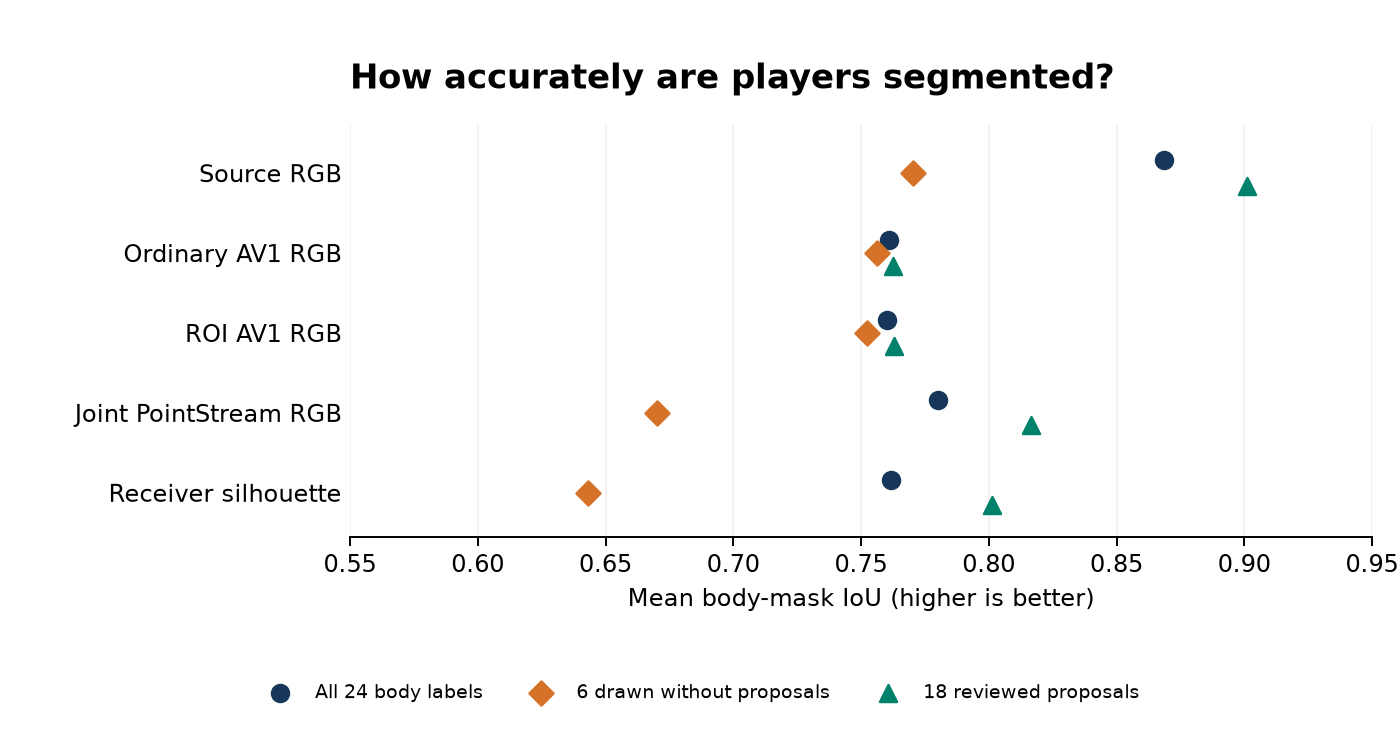 How accurately are players segmented?
Source RGB
Ordinary AV1 RGB
ROI AV1 RGB
Joint PointStream RGB
Receiver silhouette
0.55 0.60 0.65 0.70 0.75 0.80 0.85 0.90 0.95
Mean body-mask IoU (higher is better)
All 24 body labels 6 drawn without proposals 18 reviewed proposals